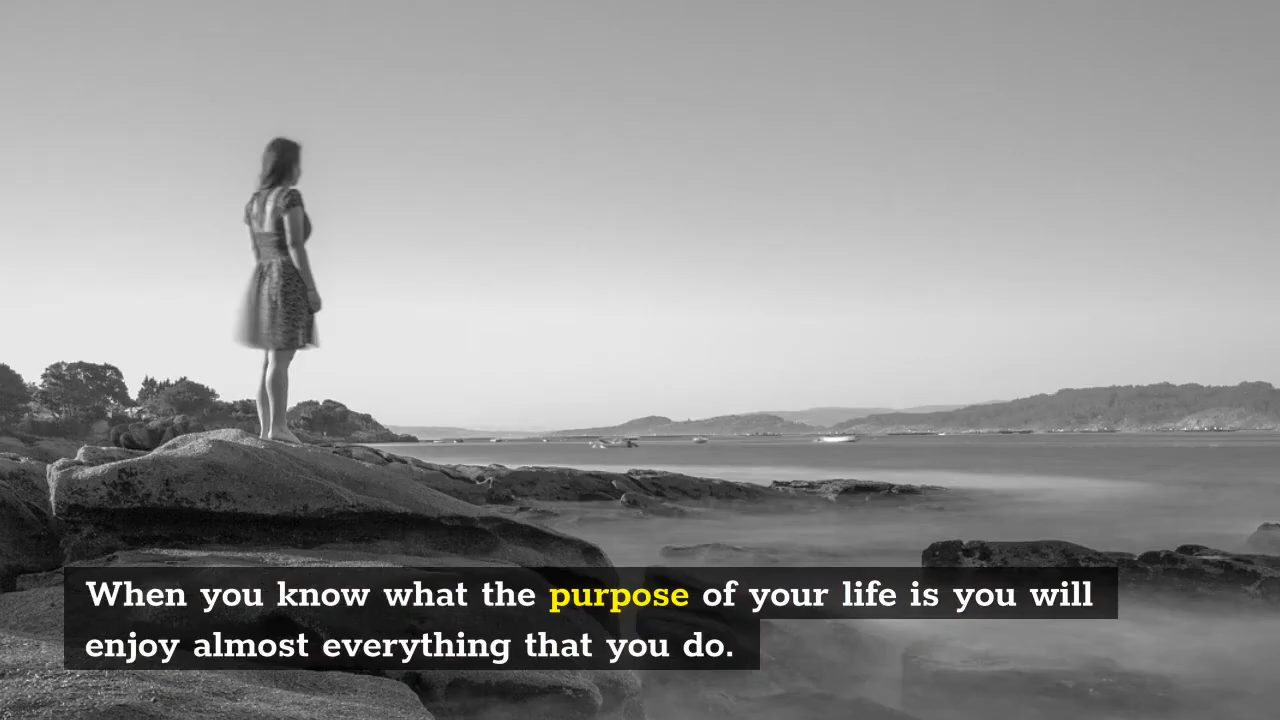 When you know what the purpose of your life is you will
enjoy almost everything that you do.